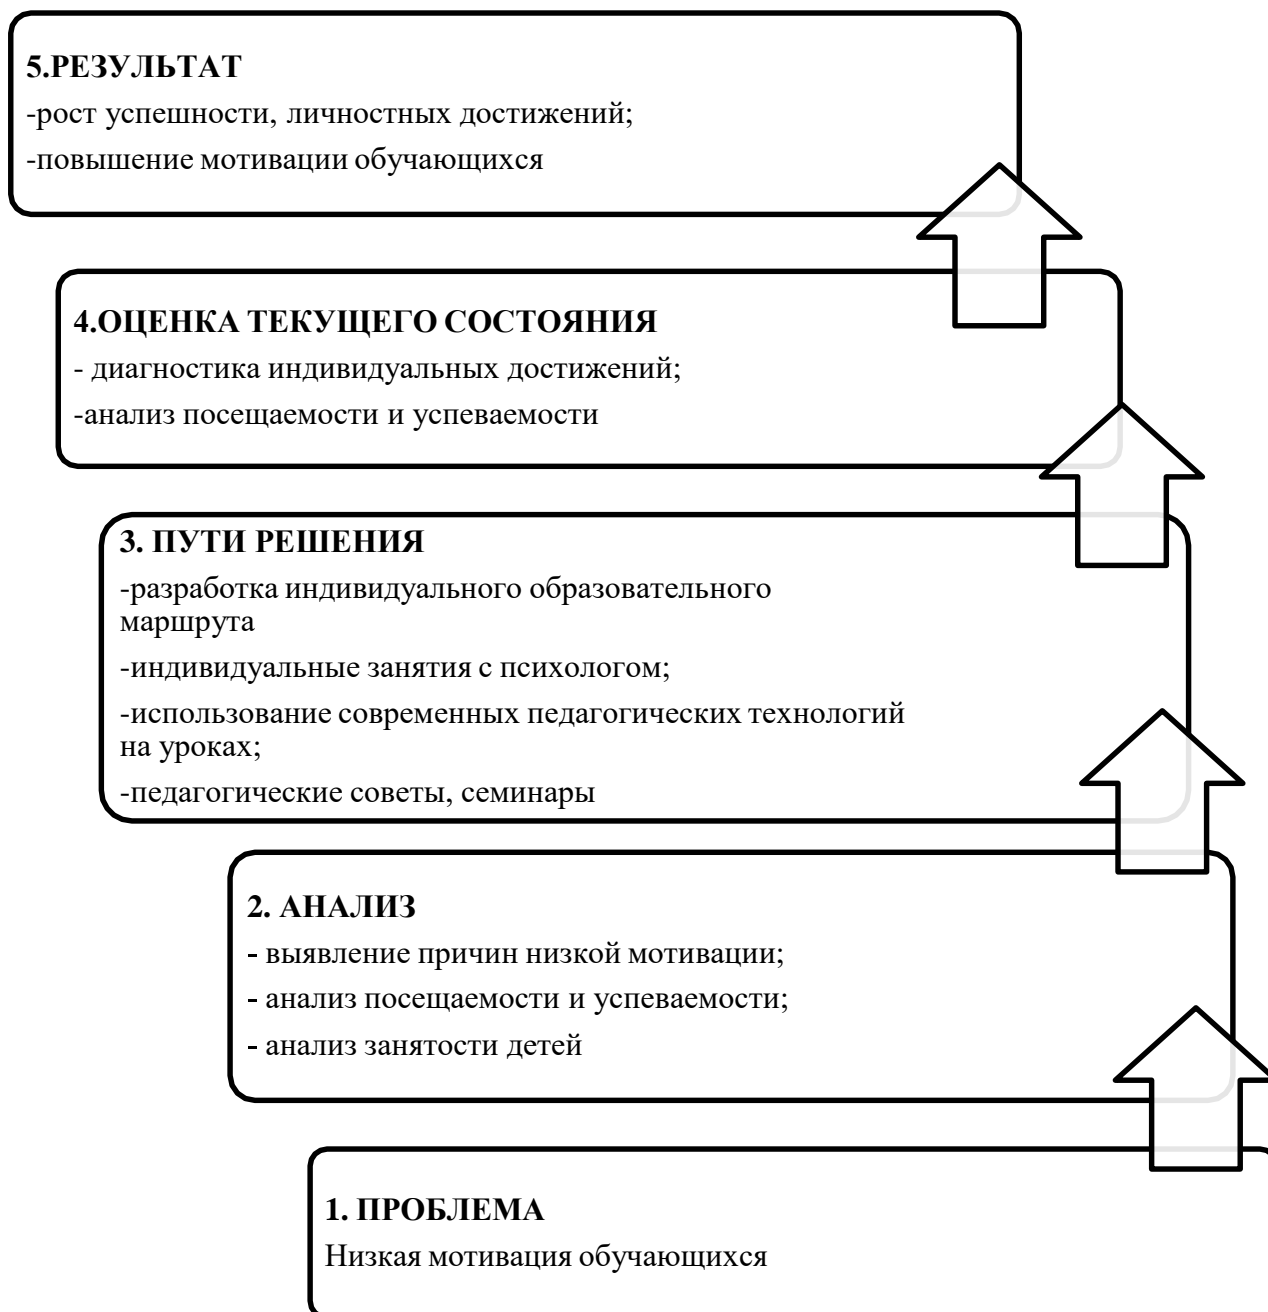 5.РЕЗУЛЬТАТ
-рост успешности, личностных достижений;
-повышение мотивации обучающихся
4.ОЦЕНКА ТЕКУЩЕГО СОСТОЯНИЯ
- диагностика индивидуальных достижений;
-анализ посещаемости и успеваемости
3. ПУТИ РЕШЕНИЯ
-разработка индивидуального образовательного
маршрута
-индивидуальные занятия с психологом;
-использование современных педагогических технологий
на уроках;
-педагогические советы, семинары
2. АНАЛИЗ
- выявление причин низкой мотивации;
- анализ посещаемости и успеваемости;
- анализ занятости детей
1. ПРОБЛЕМА
Низкая мотивация обучающихся